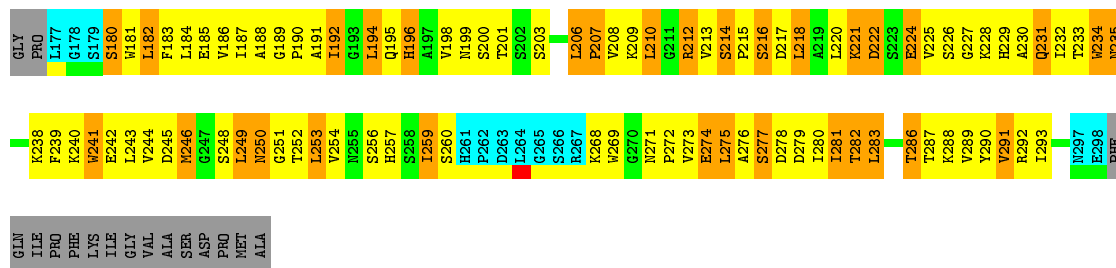 GLY PRO L177 G178 S179 S180 W181 L182 F183 L184 E185 V186 I187 A188 G189 P190 A191 I192 G193 L194 Q195 H196 A197 V198 N199 S200 T201 S202 S203 L206 P207 V208 K209 L210 G211 R212 V213 S214 P215 S216 D217 L218 A219 L220 K221 D222 S223 E224 V225 S226 G227 K228 H229 A230 Q231 I232 T233 W234 N235
K238 F239 K240 W241 E242 L243 V244 D245 M246 G247 S248 L249 N250 G251 T252 L253 V254 N255 S256 H257 S258 I259 S260 H261 P262 D263 L264 G265 S266 R267 K268 W269 G270 N271 P272 V273 E274 L275 A276 S277 D278 D279 I280 I281 T282 L283 T286 T287 K288 V289 Y290 V291 R292 I293 N297 E298 PHE
GLN ILE PRO PHE LYS ILE GLY VAL ALA SER ASP PRO MET ALA